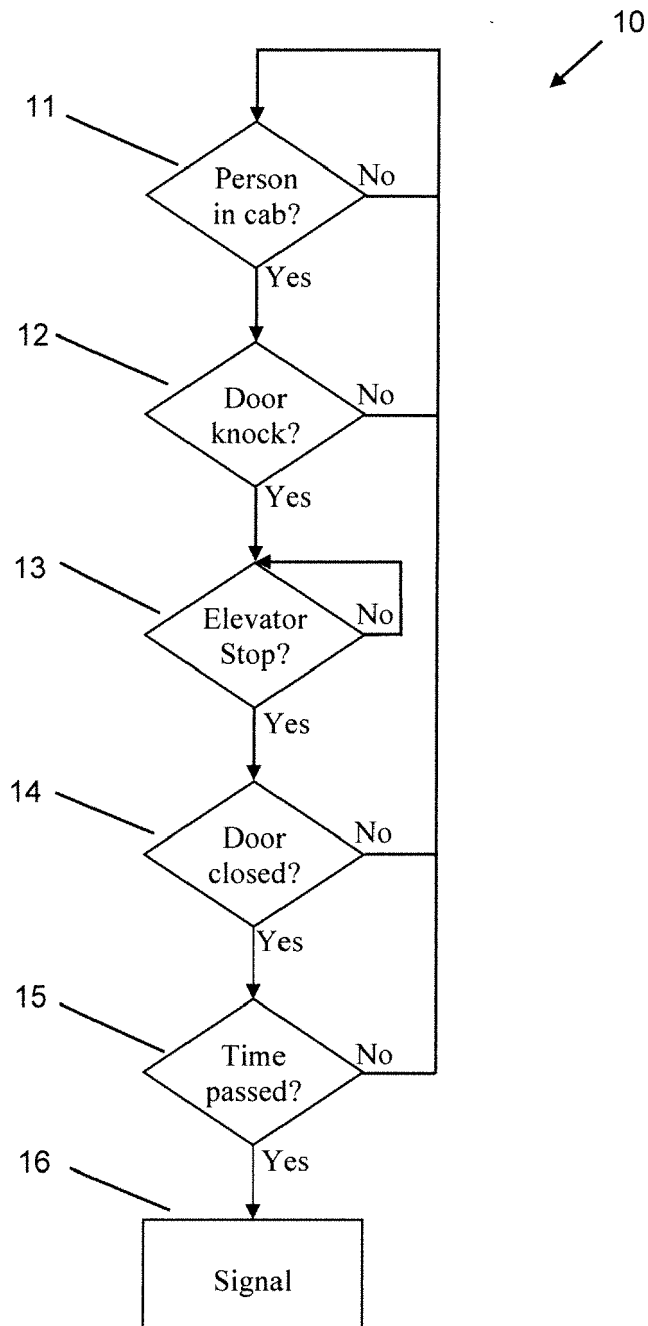 10
11
Person
in cab?
No
Yes
12
Door
knock?
No
Yes
13
Elevator
Stop?
No
Yes
14
Door
closed?
No
Yes
15
Time
passed?
No
Yes
16
Signal